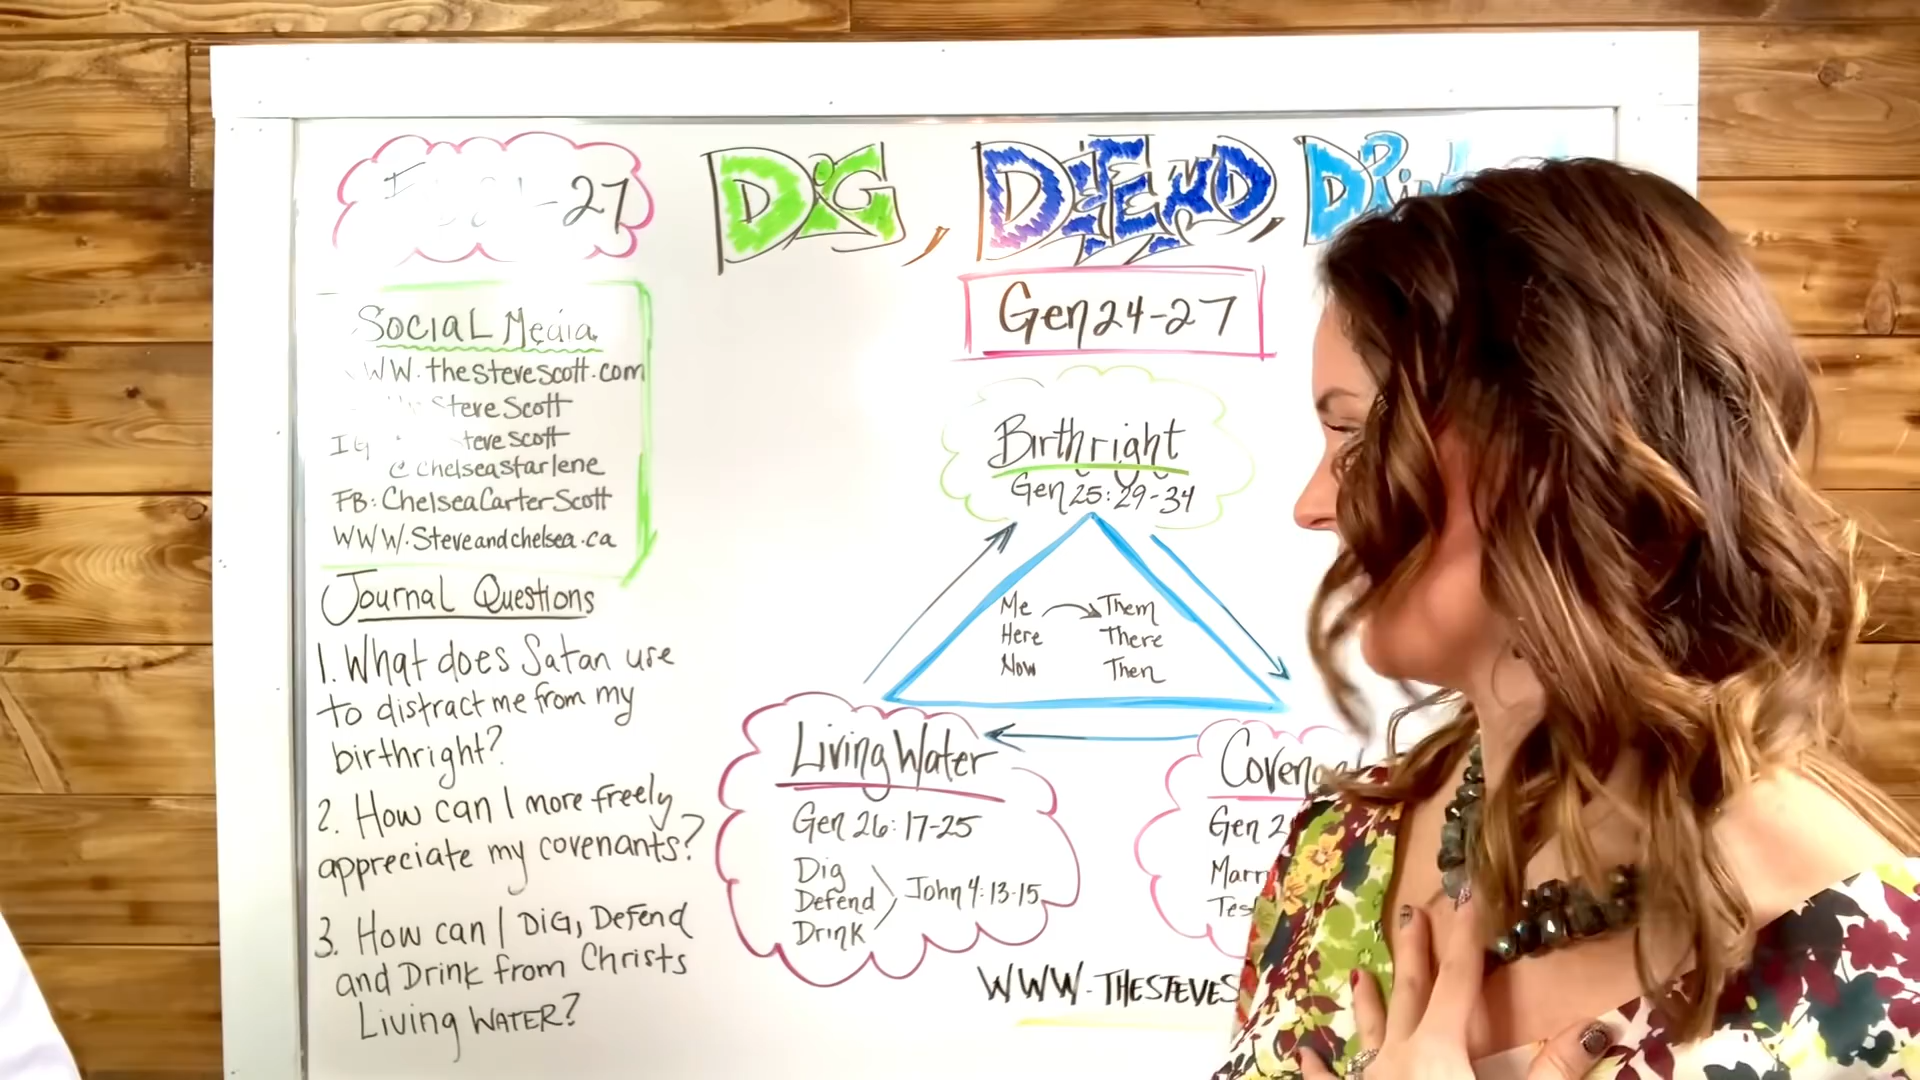 -27
DiG, DEFEND,
Gen 24-27
Social Media
WW.thesteveScott.com
Steve Scott
IG teve scott
@ chelseastarlene
FB: ChelseaCarterScott
WWW.Steveandchelsea.ca
Journal Questions
1. What does Satan use
to distract me from my
birthright?
2. How can I more freely
appreciate my covenants?
3. How can I DiG, Defend
and Drink from Christs
Living WATER?
Birthright
Gen 25:29-34
Me Them
Here There
Now Then
Living Water
Gen 26:17-25
Dig
Defend John 4:13-15
Drink
Gen 2
WWW.THESTEVES